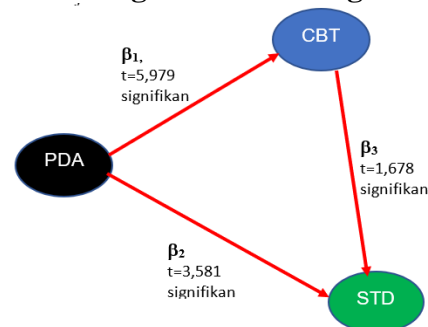 CBT
β1,
t=5,979
signifikan
PDA
β3
t=1,678
signifikan
β2
t=3,581
signifikan
STD